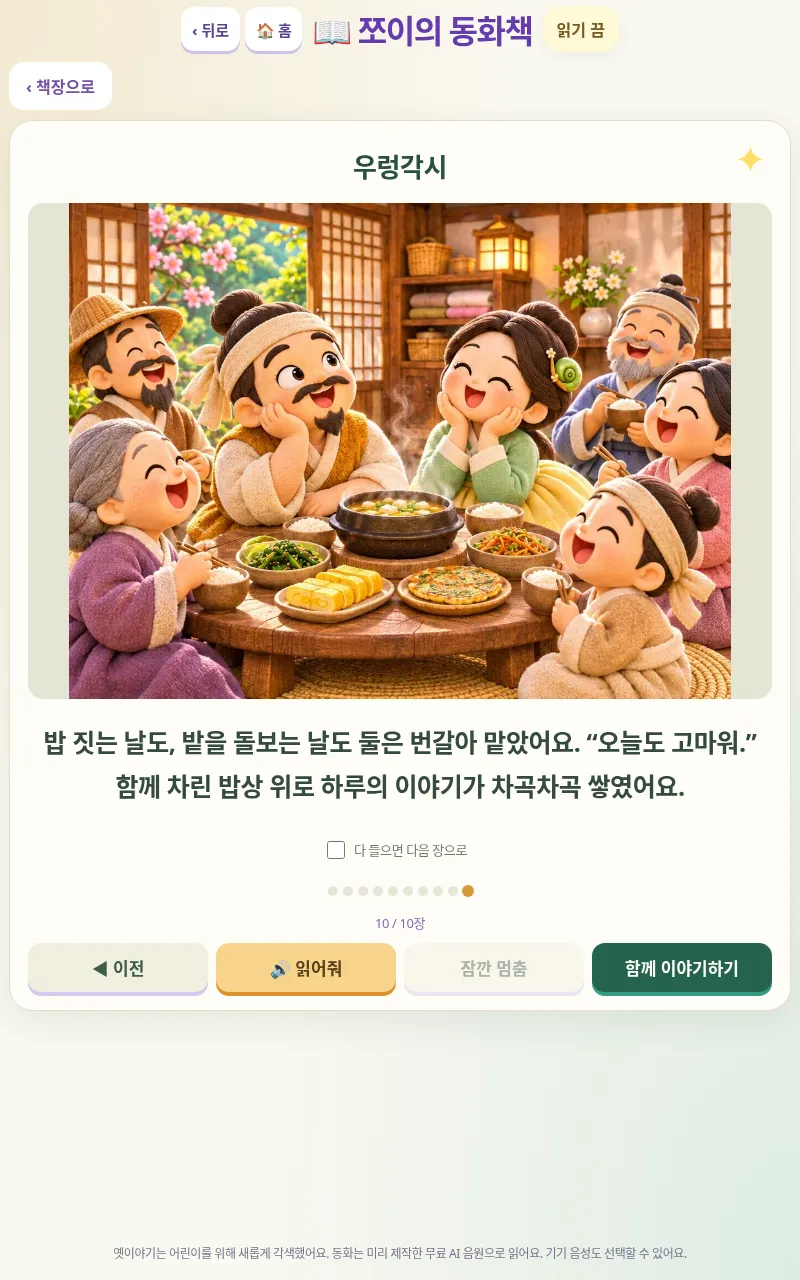 ‹ 뒤로
🏠 홈
📖 쪼이의 동화책
읽기 끝
‹ 책장으로
우렁각시
밥 짓는 날도, 밭을 돌보는 날도 둘은 번갈아 맡았어요. “오늘도 고마워.”
함께 차린 밥상 위로 하루의 이야기가 차곡차곡 쌓였어요.
다 들으면 다음 장으로
10 / 10장
◀ 이전
🔊 읽어줘
잠깐 멈춤
함께 이야기하기
옛이야기는 어린이를 위해 새롭게 각색했어요. 동화는 미리 제작한 무료 AI 음원으로 읽어요. 기기 음성도 선택할 수 있어요.